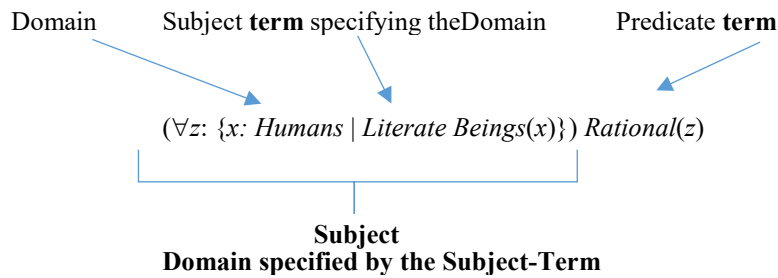 Domain Subject term specifying theDomain Predicate term
(∀z: {x: Humans | Literate Beings(x)}) Rational(z)
Subject
Domain specified by the Subject-Term